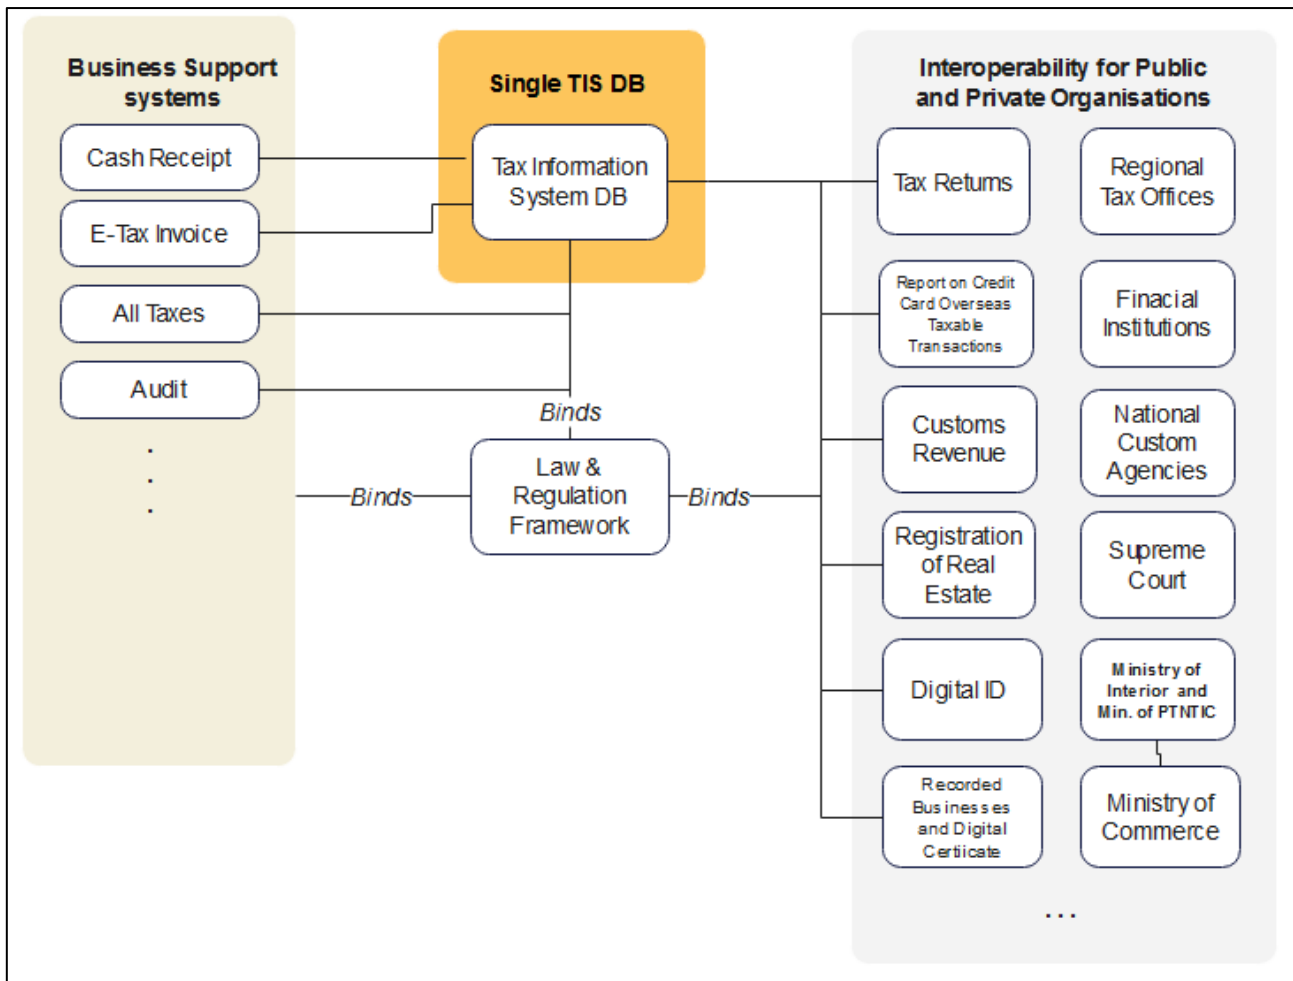 Business Support
systems
Cash Receipt
E-Tax Invoice
All Taxes
Audit
.
.
.
Single TIS DB
Tax Information
System DB
Binds
Binds
Law &
Regulation
Framework
Binds
Interoperability for Public
and Private Organisations
Tax Returns
Regional
Tax Offices
Report on Credit
Card Overseas
Taxable
Transactions
Finacial
Institutions
Customs
Revenue
National
Custom
Agencies
Registration
of Real
Estate
Supreme
Court
Digital ID
Ministry of
Interior and
Min. of PTNTIC
Recorded
Businesses
and Digital
Certiicate
Ministry of
Commerce
...